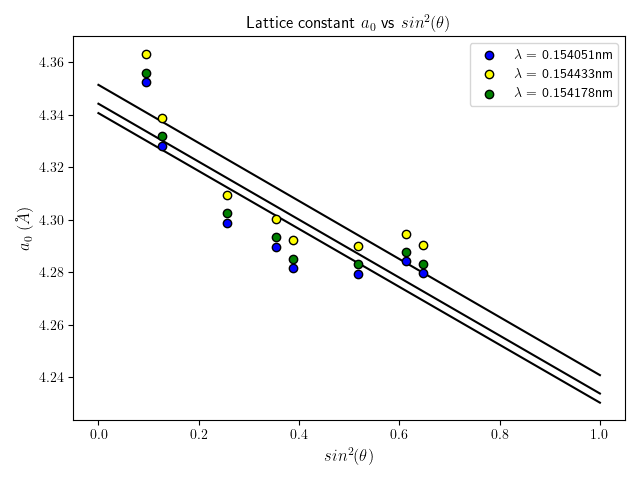 Lattice constant a₀ vs sin²(θ)
λ = 0.154051nm
λ = 0.154433nm
λ = 0.154178nm
4.36
4.34
4.32
4.30
4.28
4.26
4.24
a₀ (Å)
0.0 0.2 0.4 0.6 0.8 1.0
sin²(θ)